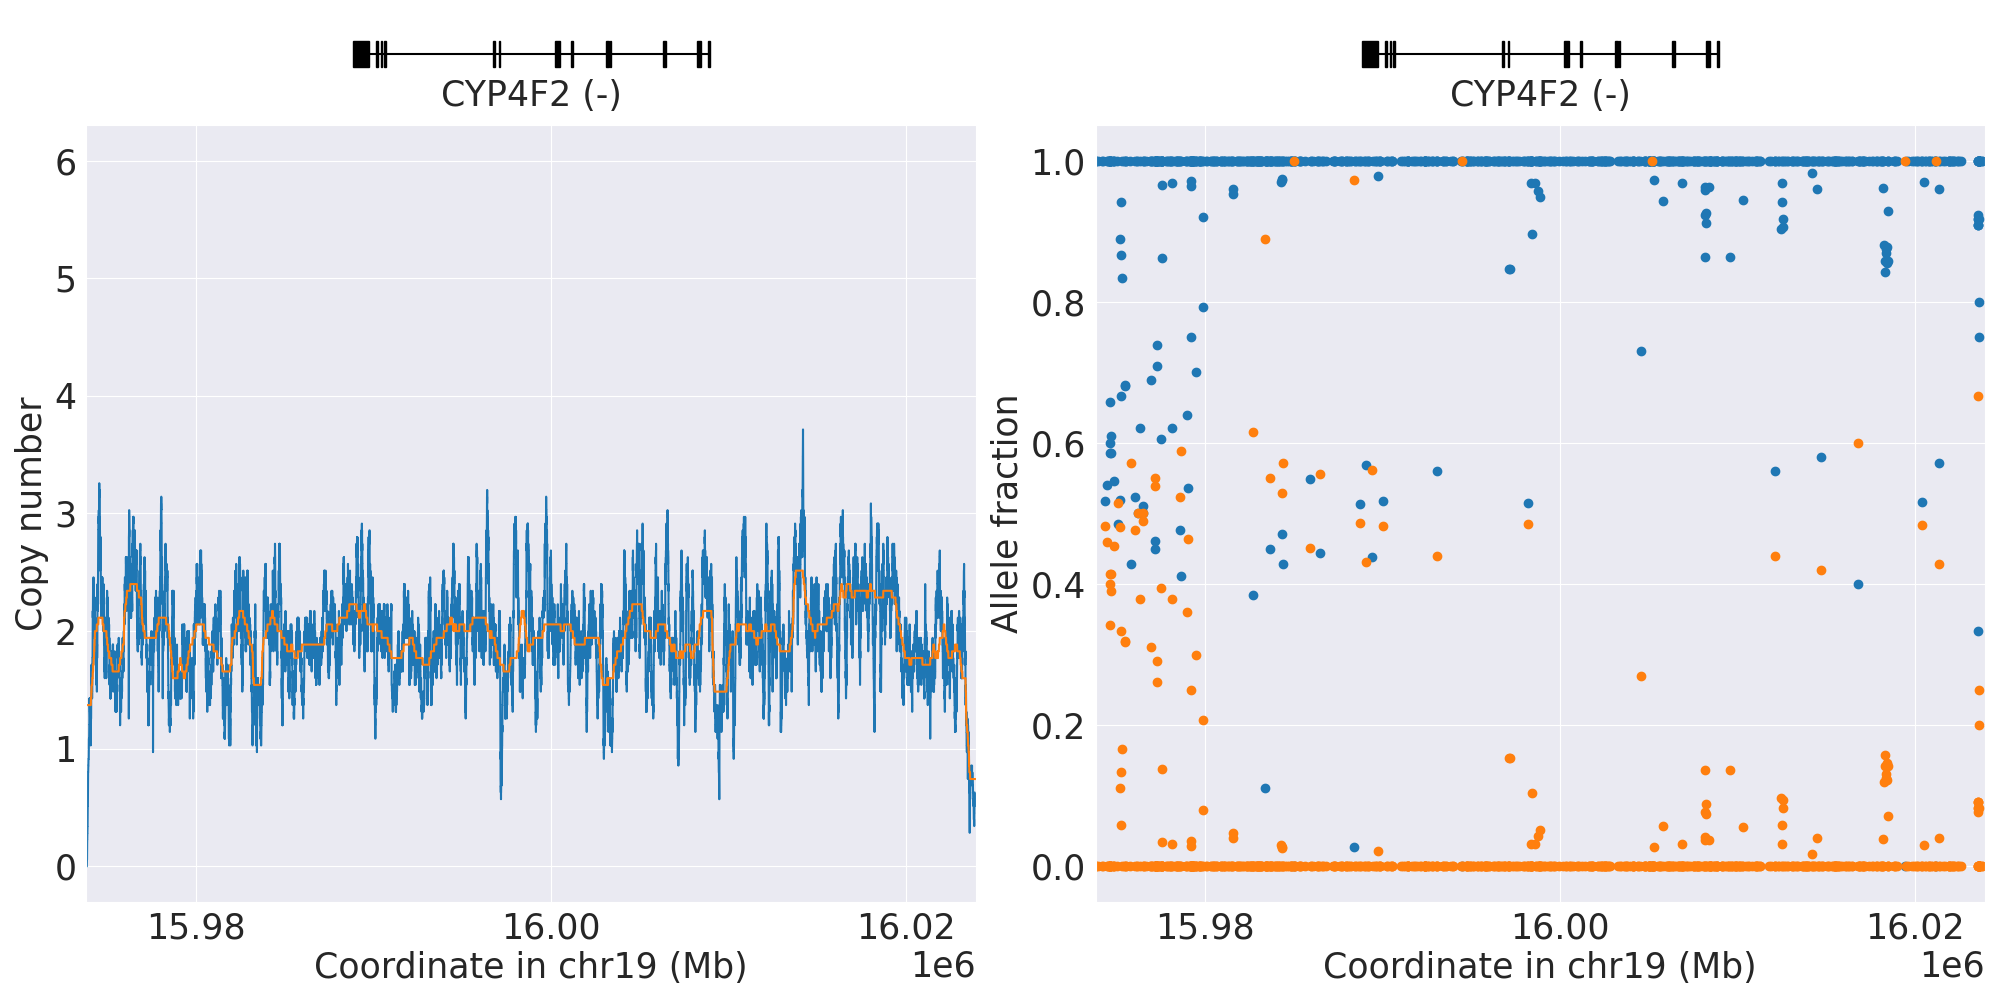 CYP4F2 (-)
CYP4F2 (-)
6
5
4
3
2
1
0
Copy number
15.98
16.00
16.02
Coordinate in chr19 (Mb)
1e6
1.0
0.8
0.6
0.4
0.2
0.0
Allele fraction
15.98
16.00
16.02
Coordinate in chr19 (Mb)
1e6